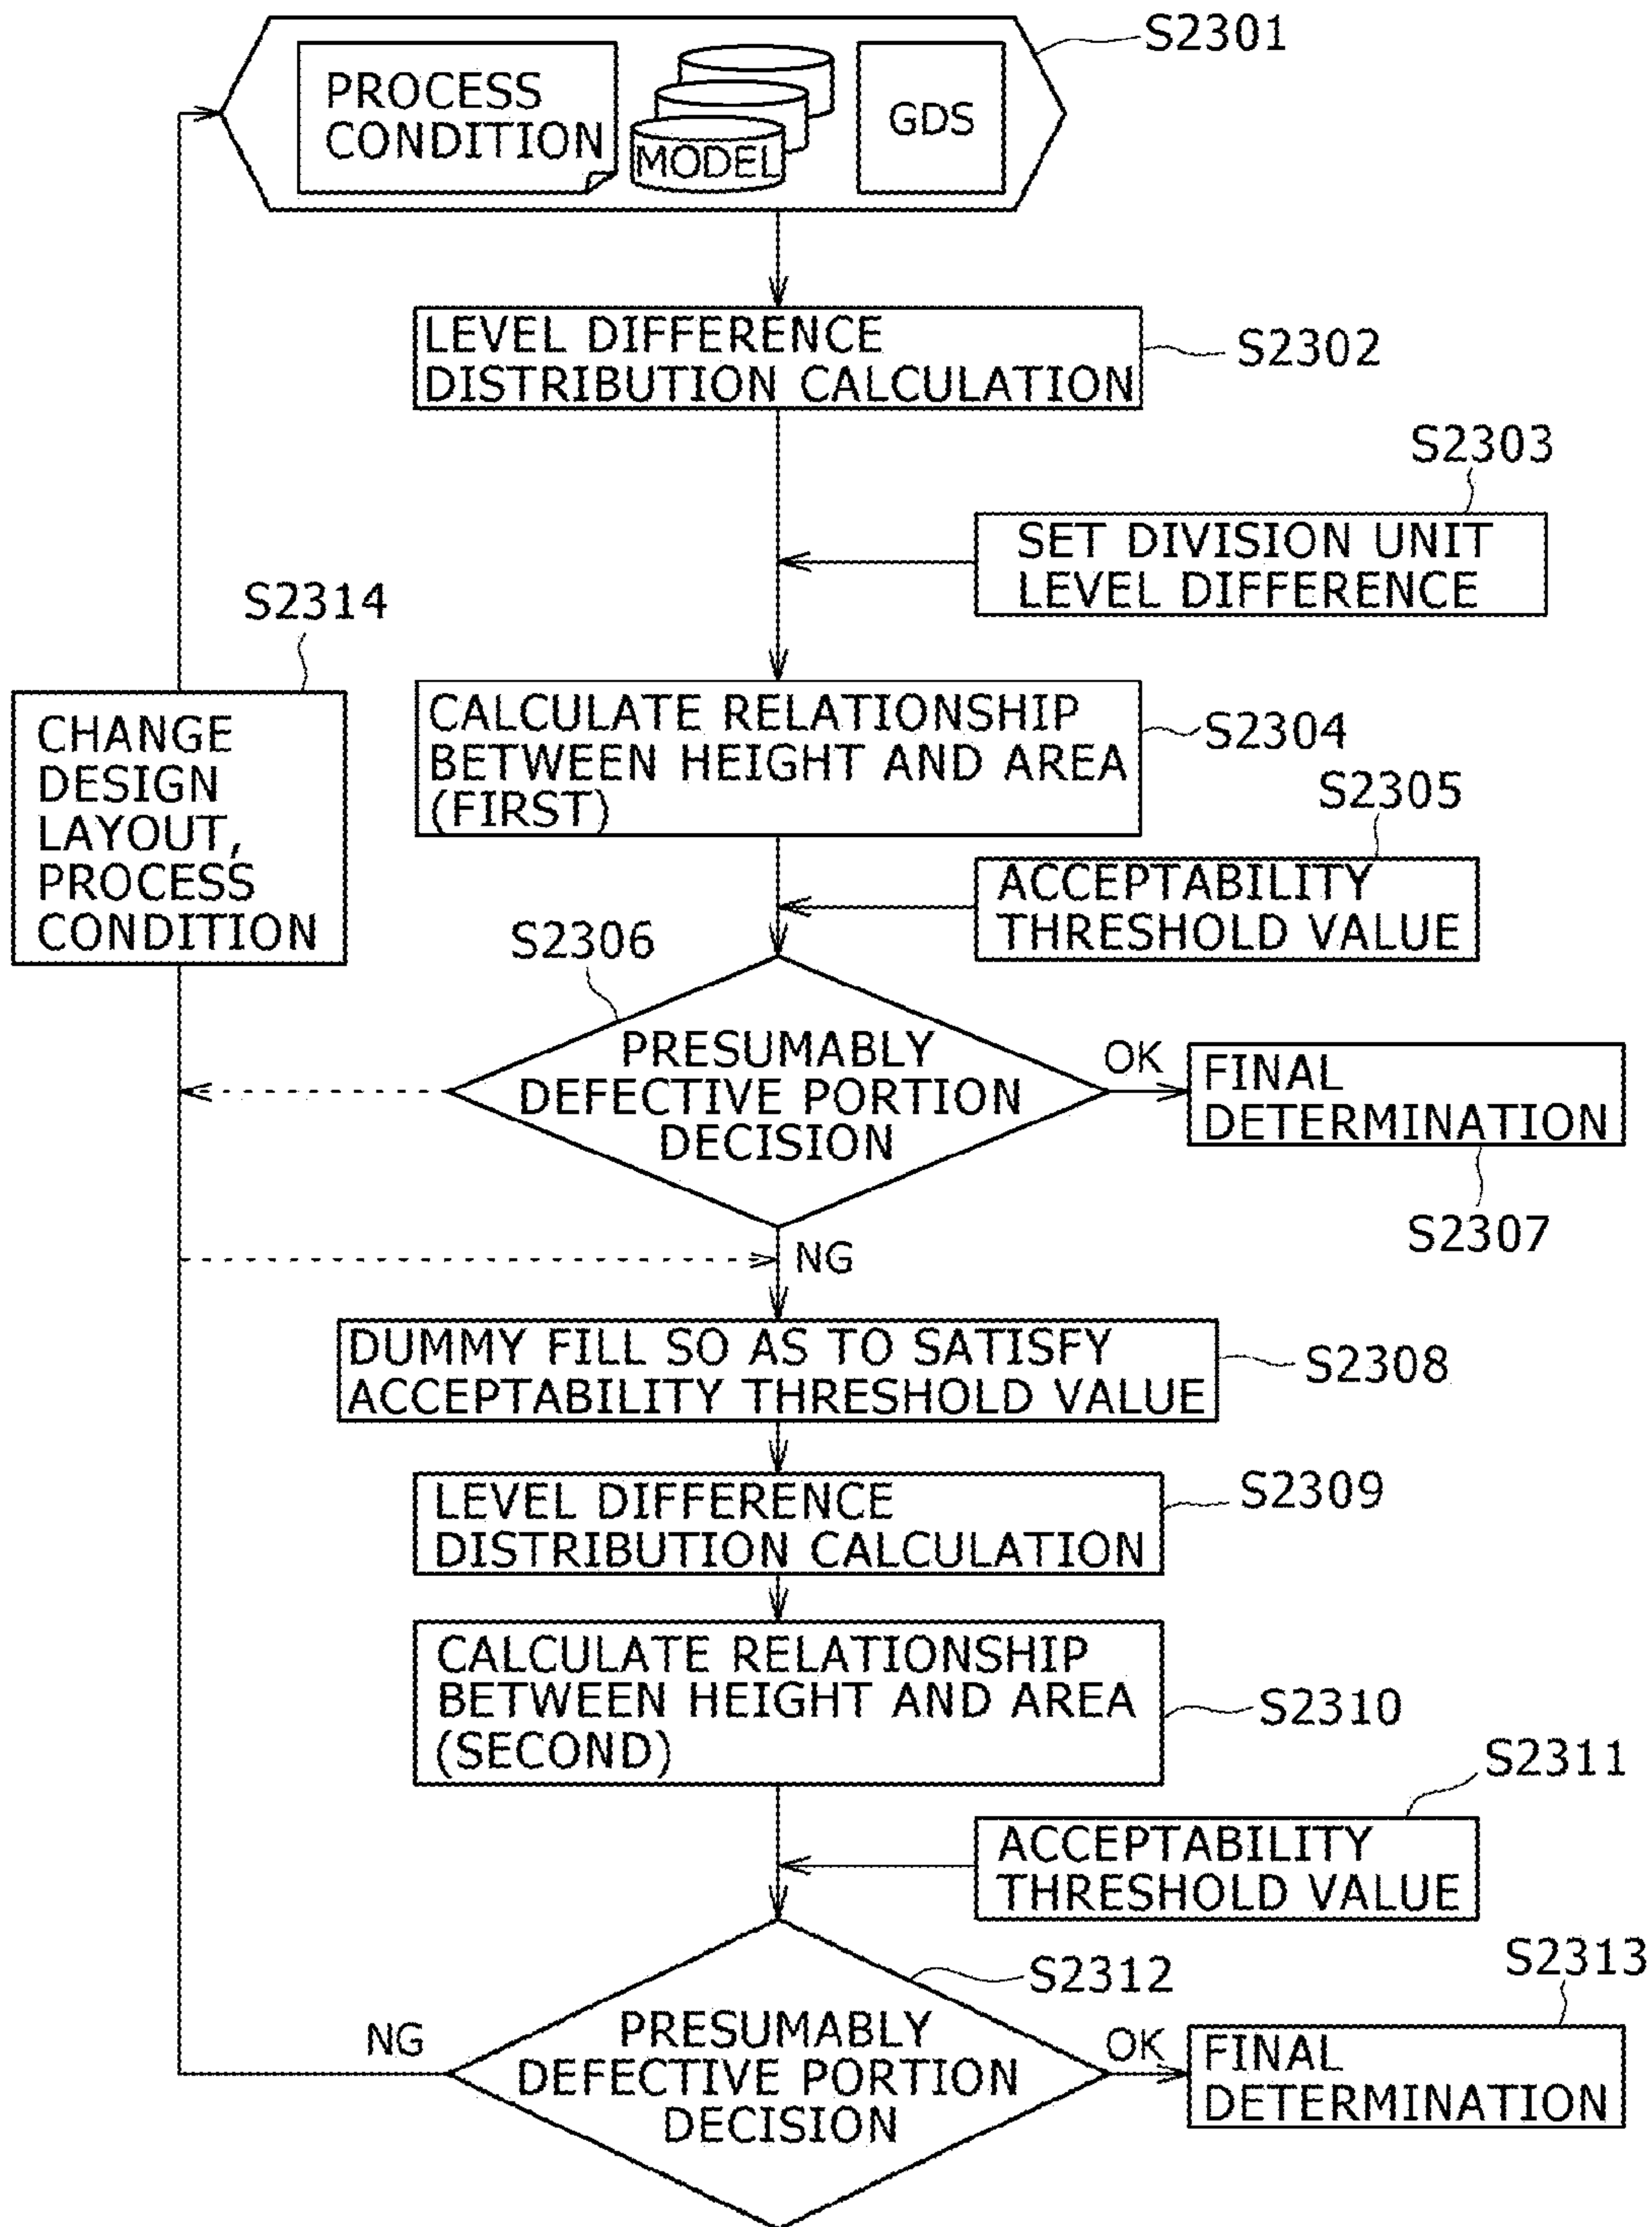 S2301
PROCESS
CONDITION
MODEL
GDS
LEVEL DIFFERENCE
DISTRIBUTION CALCULATION
S2302
S2303
SET DIVISION UNIT
LEVEL DIFFERENCE
S2314
CHANGE
DESIGN
LAYOUT,
PROCESS
CONDITION
CALCULATE RELATIONSHIP
BETWEEN HEIGHT AND AREA
(FIRST)
S2304
S2305
ACCEPTABILITY
THRESHOLD VALUE
S2306
PRESUMABLY
DEFECTIVE PORTION
DECISION
OK
FINAL
DETERMINATION
S2307
NG
DUMMY FILL SO AS TO SATISFY
ACCEPTABILITY THRESHOLD VALUE
S2308
LEVEL DIFFERENCE
DISTRIBUTION CALCULATION
S2309
CALCULATE RELATIONSHIP
BETWEEN HEIGHT AND AREA
(SECOND)
S2310
S2311
ACCEPTABILITY
THRESHOLD VALUE
S2312
S2313
NG
PRESUMABLY
DEFECTIVE PORTION
DECISION
OK
FINAL
DETERMINATION